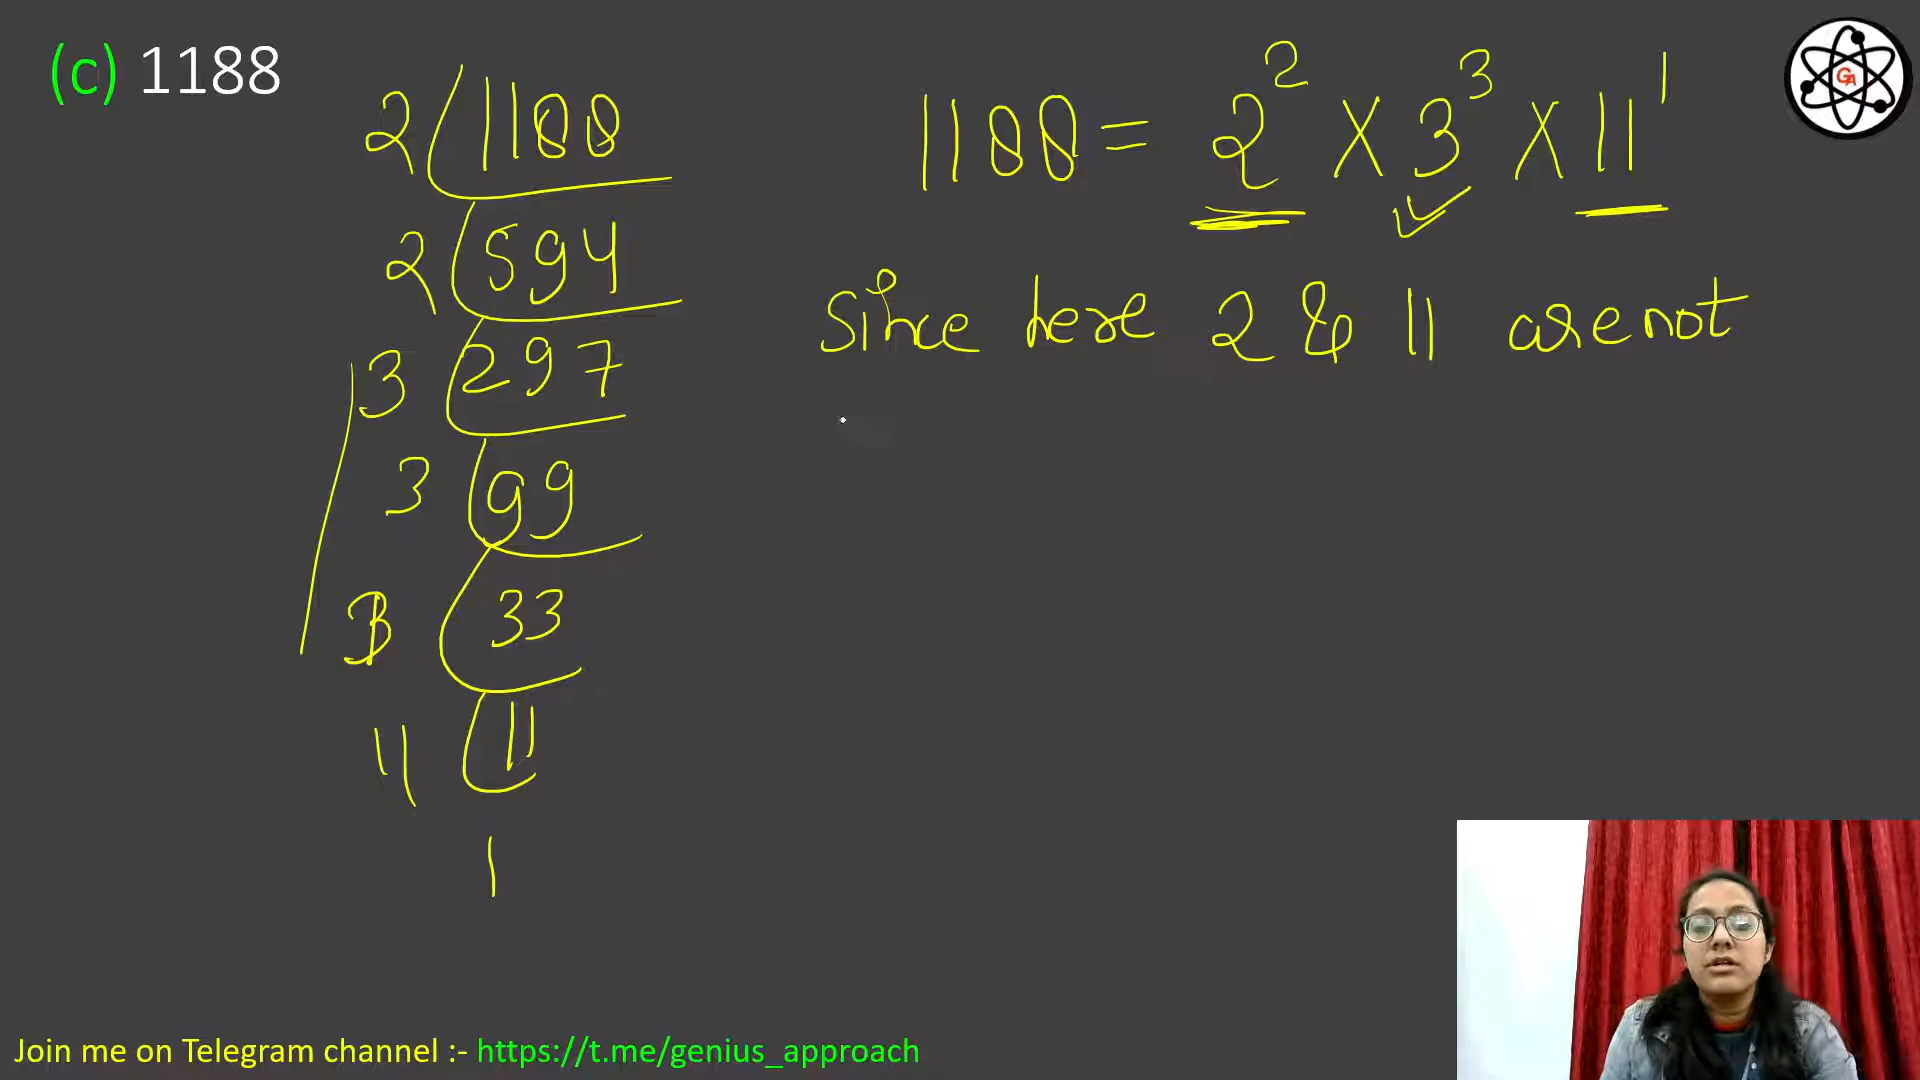 (c) 1188
2 1188
2 594
3 297
3 99
3 33
11 11
1
1188 = 2² × 3³ × 11¹
Since here 2 & 11 are not
GA
Join me on Telegram channel :- https://t.me/genius_approach